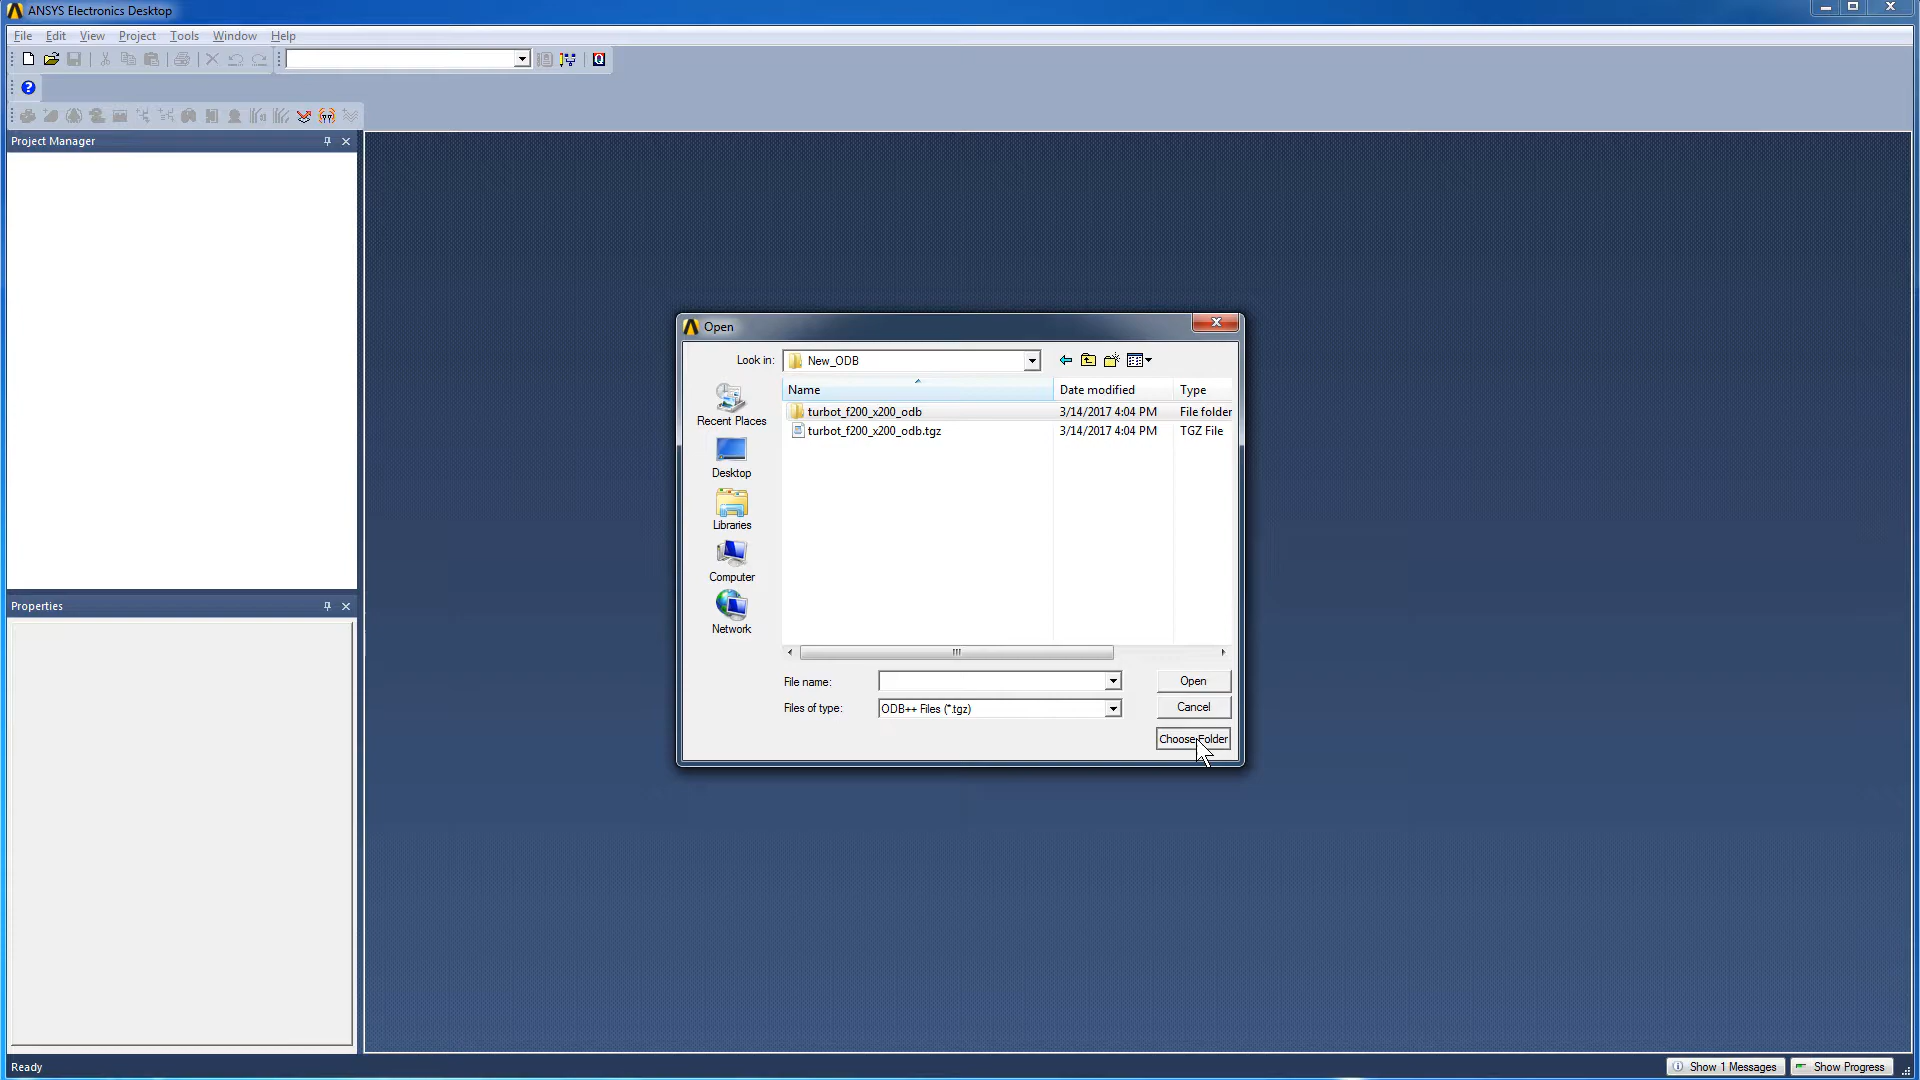 ANSYS Electronics Desktop
File Edit View Project Tools Window Help
Project Manager
Open
Look in: New_ODB
Name Date modified Type
turbot_f200_x200_odb 3/14/2017 4:04 PM File folder
turbot_f200_x200_odb.tgz 3/14/2017 4:04 PM TGZ File
Recent Places
Desktop
Libraries
Computer
Network
File name: Open
Files of type: ODB++ Files (*.tgz) Cancel
Choose Folder
Properties
Ready Show 1 Messages Show Progress